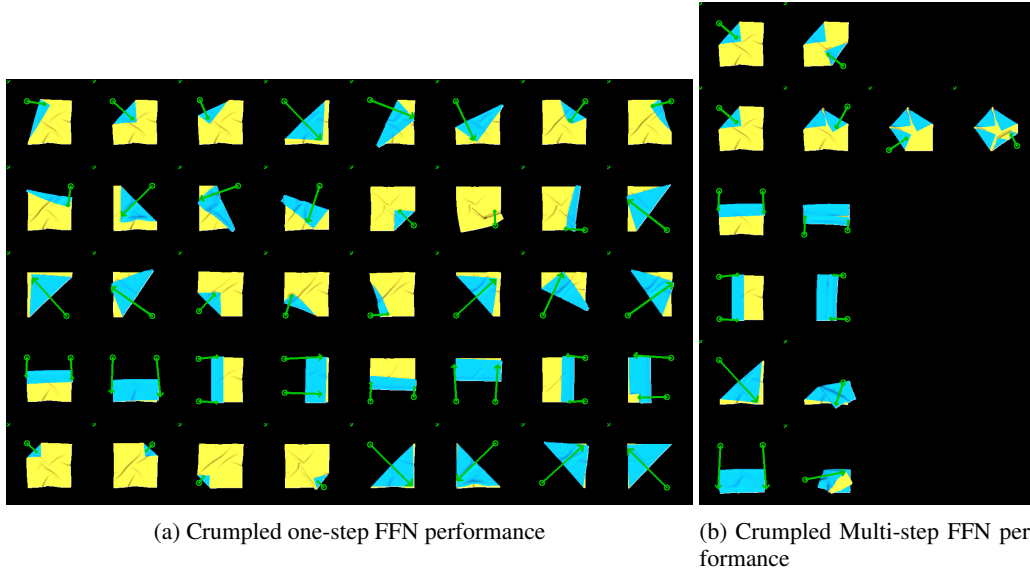 (a) Crumpled one-step FFN performance
(b) Crumpled Multi-step FFN per
formance